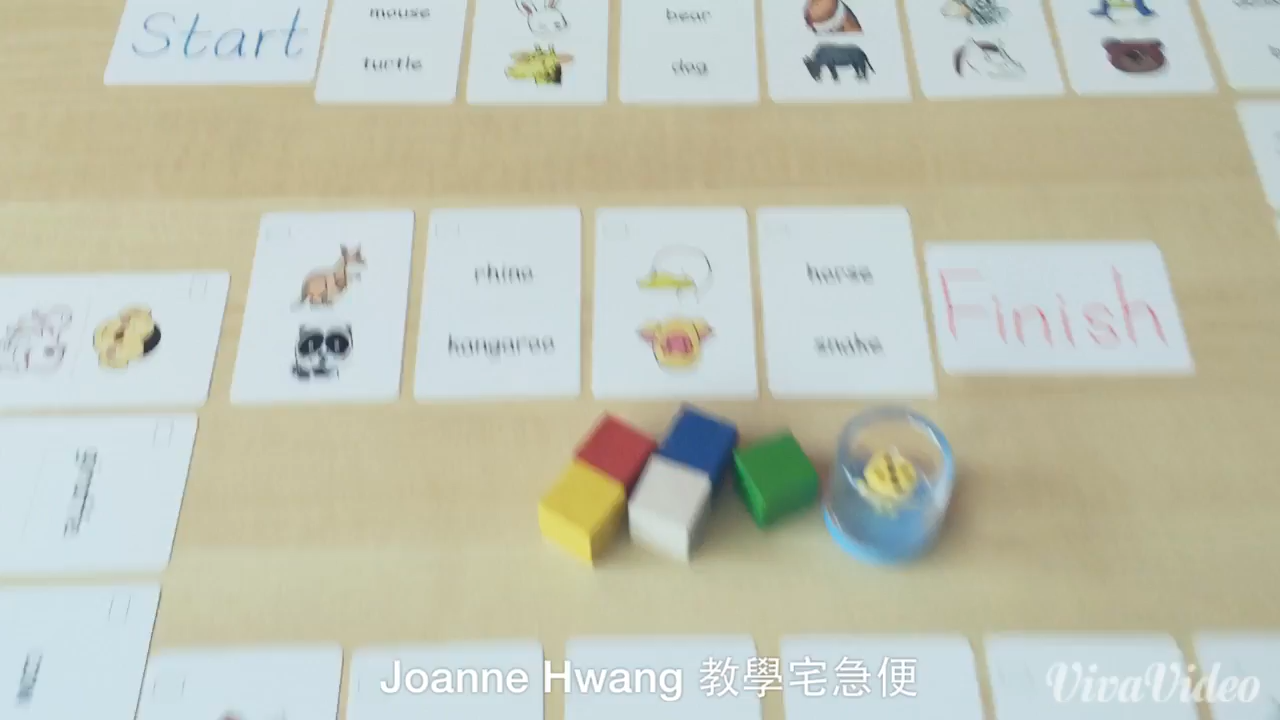 Start
mouse
turtle
bear
dog
rhino
kangaroo
horse
snake
Finish
Joanne Hwang 教學宅急便
VivaVideo